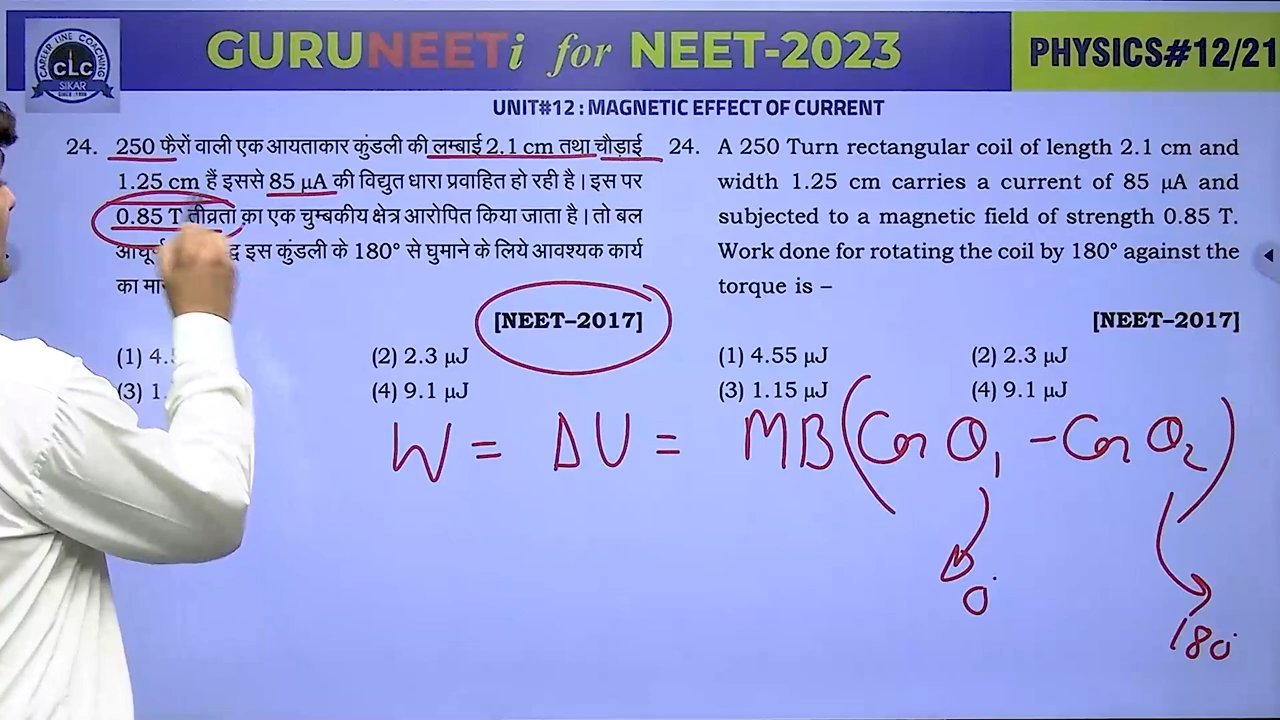 CAREER LINE COACHING
CLC
SIKAR
SINCE-1996
GURUNEETi for NEET-2023
PHYSICS#12/21
UNIT#12 : MAGNETIC EFFECT OF CURRENT
24. 250 फैरों वाली एक आयताकार कुंडली की लम्बाई 2.1 cm तथा चौड़ाई
1.25 cm हैं इससे 85 μA की विद्युत धारा प्रवाहित हो रही है। इस पर
0.85 T तीव्रता का एक चुम्बकीय क्षेत्र आरोपित किया जाता है। तो बल
इस कुंडली के 180° से घुमाने के लिये आवश्यक कार्य
का
[NEET–2017]
(1) 4.5
(2) 2.3 μJ
(3) 1.
(4) 9.1 μJ
24. A 250 Turn rectangular coil of length 2.1 cm and
width 1.25 cm carries a current of 85 μA and
subjected to a magnetic field of strength 0.85 T.
Work done for rotating the coil by 180° against the
torque is –
[NEET–2017]
(1) 4.55 μJ
(2) 2.3 μJ
(3) 1.15 μJ
(4) 9.1 μJ
W = ΔU = MB(Cos θ₁ – Cos θ₂)
0°
180°